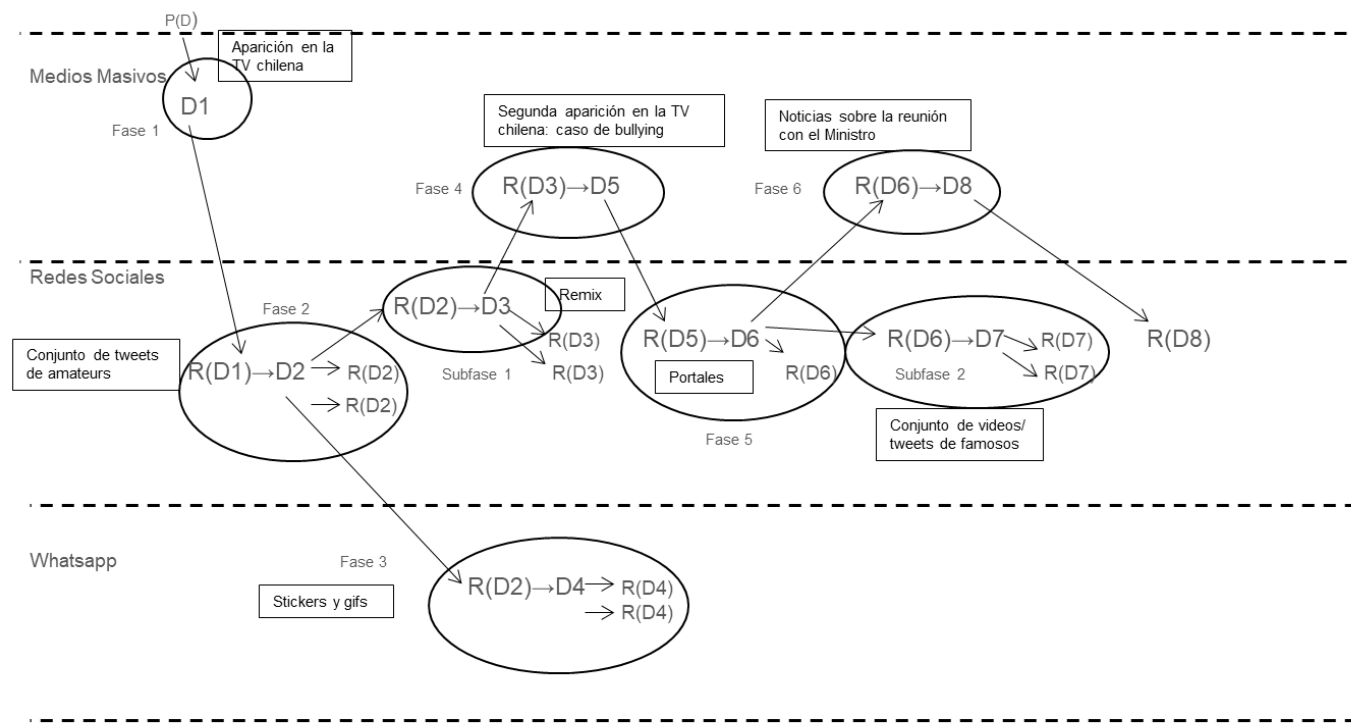 P(D)
Aparición en la
TV chilena
Medios Masivos
D1
Fase 1
Segunda aparición en la TV
chilena: caso de bullying
Noticias sobre la reunión
con el Ministro
Fase 4
R(D3)→D5
Fase 6
R(D6)→D8
Redes Sociales
Fase 2
R(D2)→D3
Remix
R(D3)
R(D3)
Subfase 1
Conjunto de tweets
de amateurs
R(D1)→D2
R(D2)
R(D2)
R(D5)→D6
R(D6)
Portales
Fase 5
R(D6)→D7
R(D7)
R(D7)
Subfase 2
Conjunto de videos/
tweets de famosos
R(D8)
Whatsapp
Fase 3
Stickers y gifs
R(D2)→D4
R(D4)
R(D4)